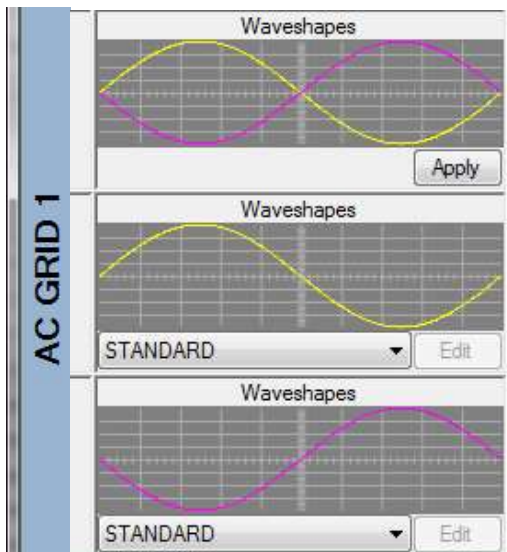 AC GRID 1
Waveshapes
Apply
Waveshapes
STANDARD
Edit
Waveshapes
STANDARD
Edit